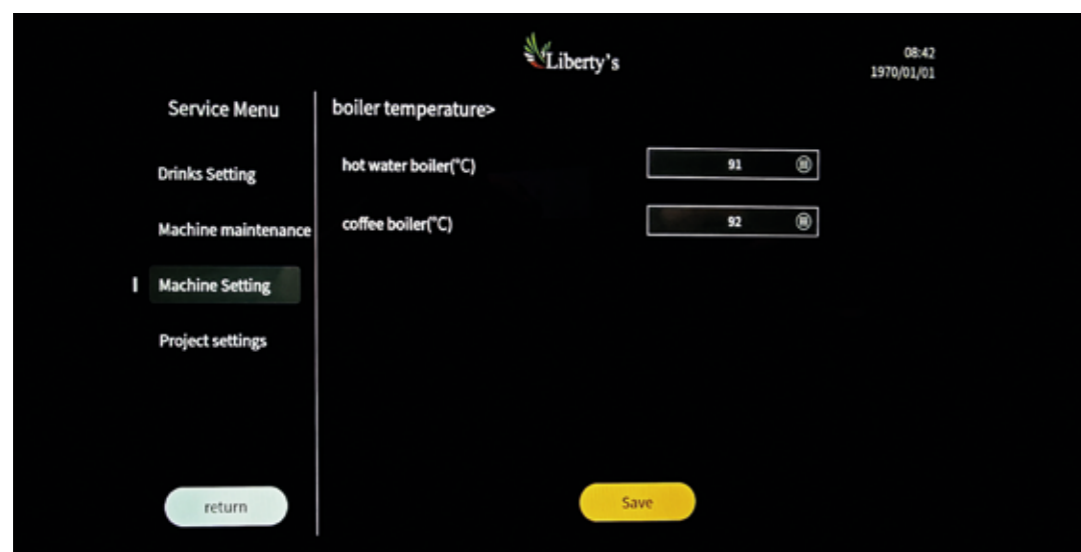 Liberty's
08:42
1970/01/01
Service Menu
Drinks Setting
Machine maintenance
Machine Setting
Project settings
return
boiler temperature>
hot water boiler(°C)
91
coffee boiler(°C)
92
Save